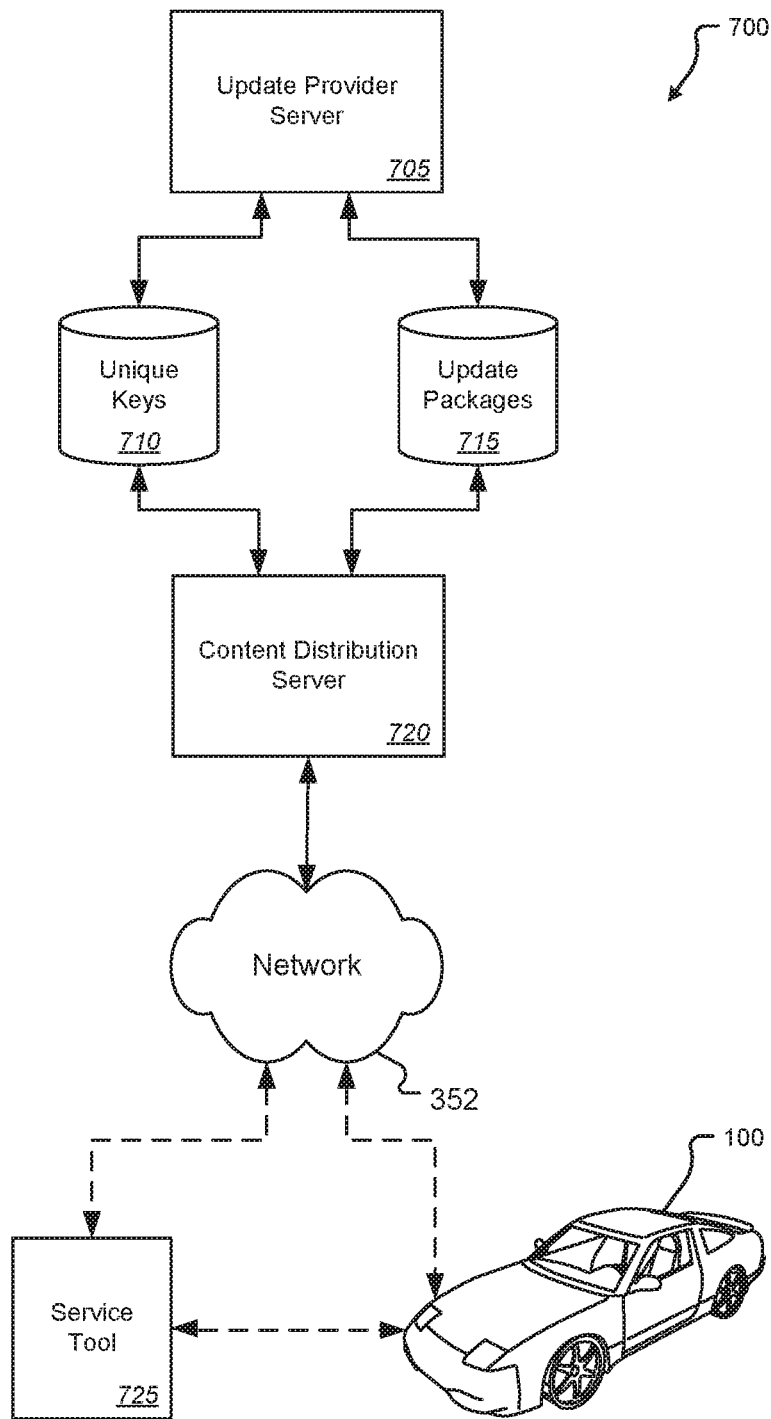 700
Update Provider
Server
705
Unique
Keys
710
Update
Packages
715
Content Distribution
Server
720
Network
352
100
Service
Tool
725